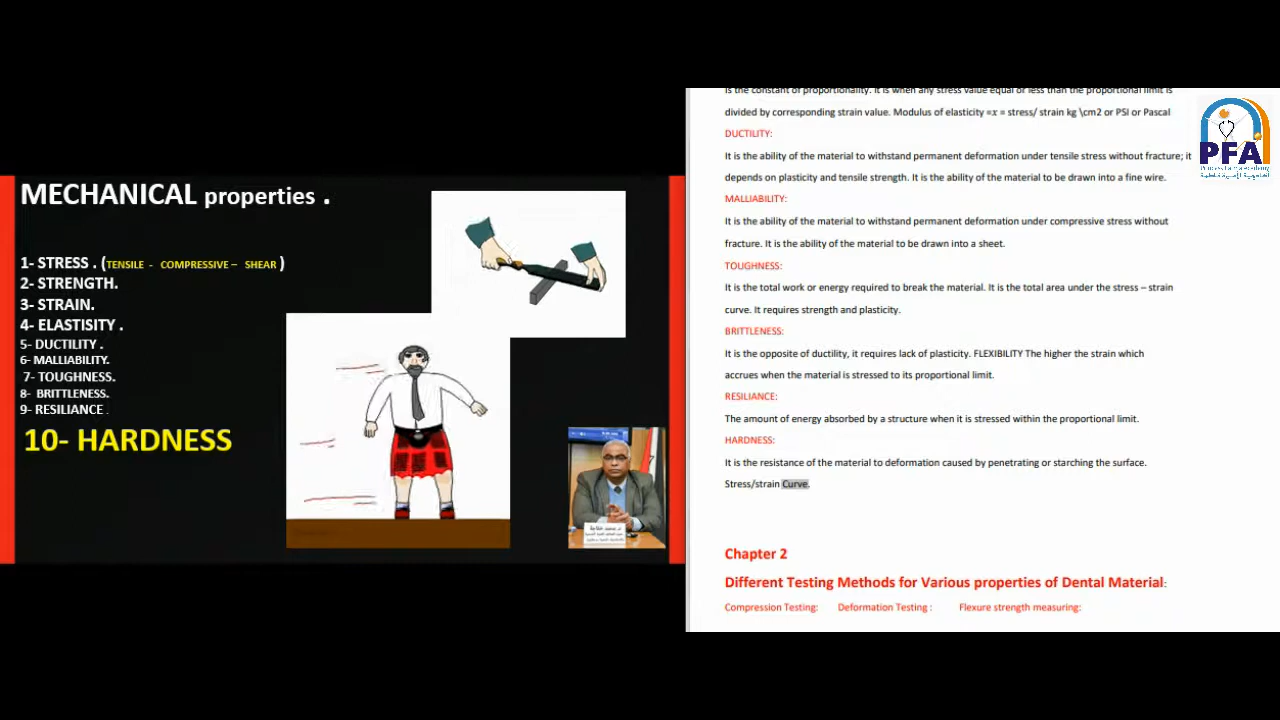 MECHANICAL properties .
1- STRESS . (TENSILE - COMPRESSIVE – SHEAR )
2- STRENGTH.
3- STRAIN.
4- ELASTISITY .
5- DUCTILITY .
6- MALLIABILITY.
7- TOUGHNESS.
8- BRITTLENESS.
9- RESILIANCE .
10- HARDNESS
is the constant of proportionality. It is when any stress value equal or less than the proportional limit is
divided by corresponding strain value. Modulus of elasticity =x = stress/ strain kg \cm2 or PSI or Pascal
DUCTILITY:
It is the ability of the material to withstand permanent deformation under tensile stress without fracture; it
depends on plasticity and tensile strength. It is the ability of the material to be drawn into a fine wire.
MALLIABILITY:
It is the ability of the material to withstand permanent deformation under compressive stress without
fracture. It is the ability of the material to be drawn into a sheet.
TOUGHNESS:
It is the total work or energy required to break the material. It is the total area under the stress – strain
curve. It requires strength and plasticity.
BRITTLENESS:
It is the opposite of ductility, it requires lack of plasticity. FLEXIBILITY The higher the strain which
accrues when the material is stressed to its proportional limit.
RESILIANCE:
The amount of energy absorbed by a structure when it is stressed within the proportional limit.
HARDNESS:
It is the resistance of the material to deformation caused by penetrating or starching the surface.
Stress/strain Curve.
Chapter 2
Different Testing Methods for Various properties of Dental Material:
Compression Testing: Deformation Testing : Flexure strength measuring:
PFA